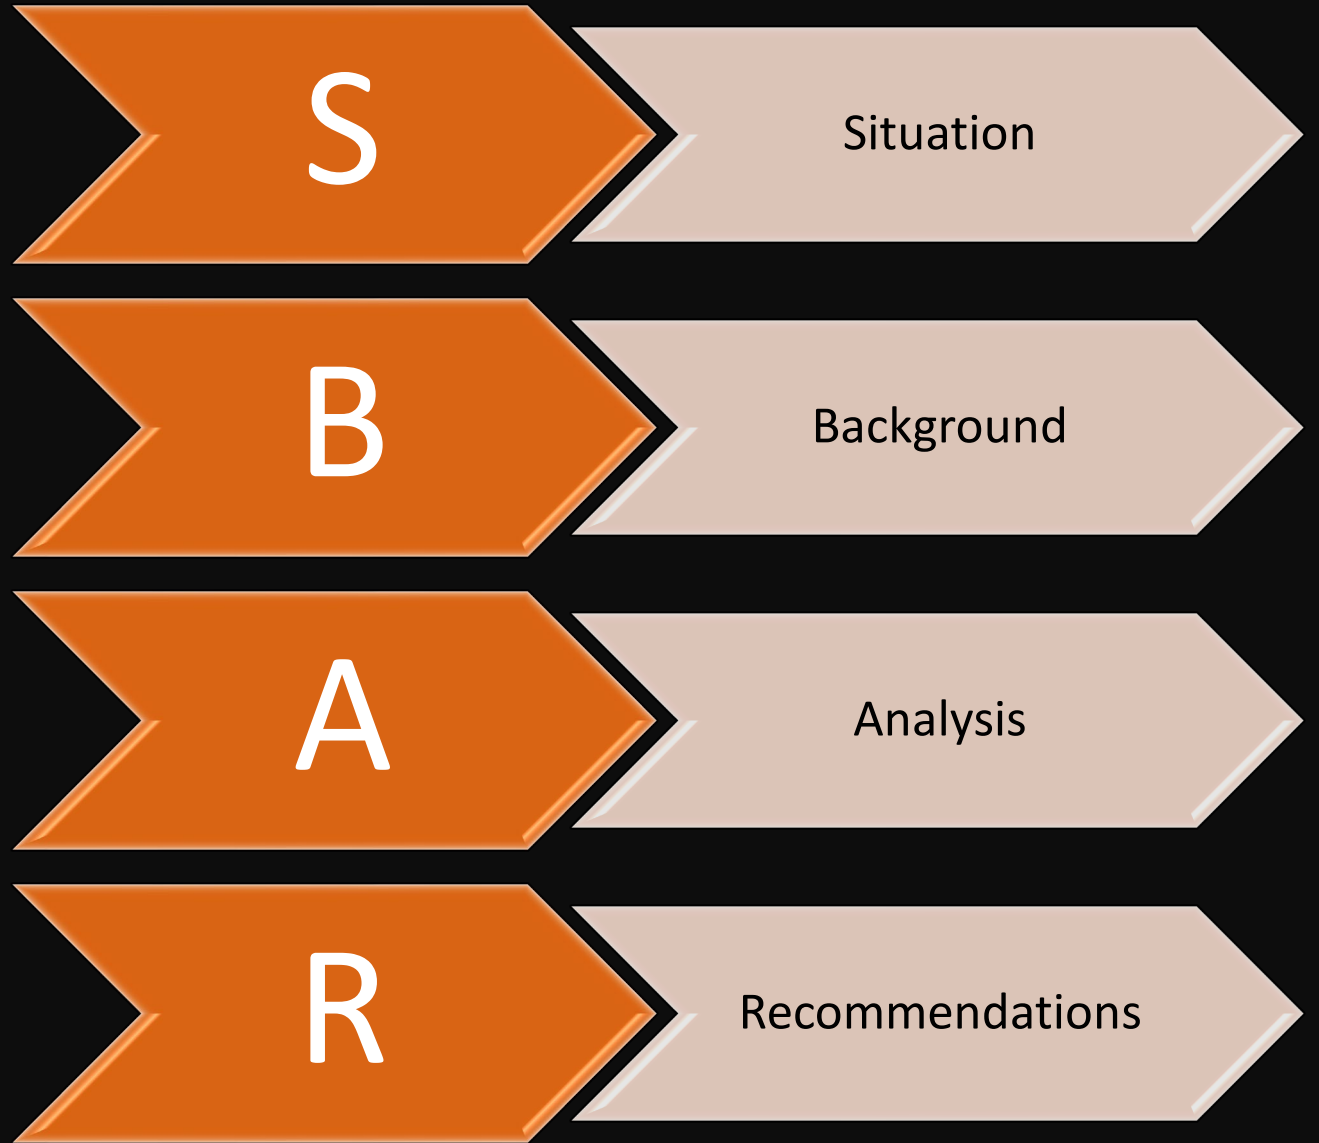 S
Situation
B
Background
A
Analysis
R
Recommendations